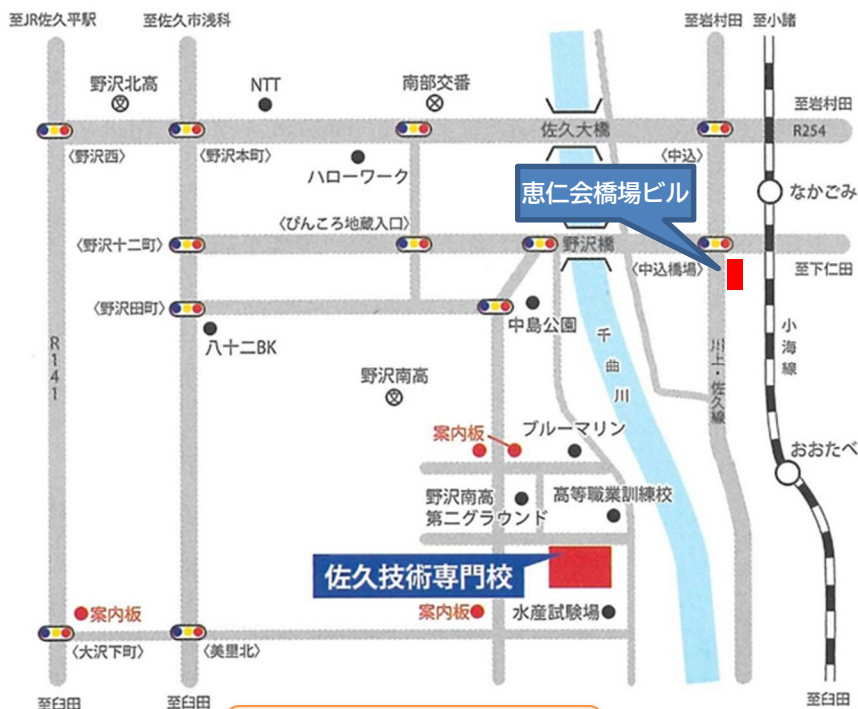 至JR佐久平駅
至佐久市浅科
至岩村田
至小諸
野沢北高
NTT
南部交番
至岩村田
佐久大橋
R254
〈野沢西〉
〈野沢本町〉
〈中込〉
ハローワーク
恵仁会橋場ビル
なかごみ
〈ぴんころ地蔵入口〉
〈野沢十二町〉
野沢橋
〈中込橋場〉
至下仁田
〈野沢田町〉
中島公園
八十二BK
R141
千曲川
川上・佐久線
小海線
野沢南高
案内板
ブルーマリン
おおたべ
野沢南高
第二グラウンド
高等職業訓練校
佐久技術専門校
案内板
案内板
水産試験場
〈大沢下町〉
〈美里北〉
至臼田
至臼田
至臼田